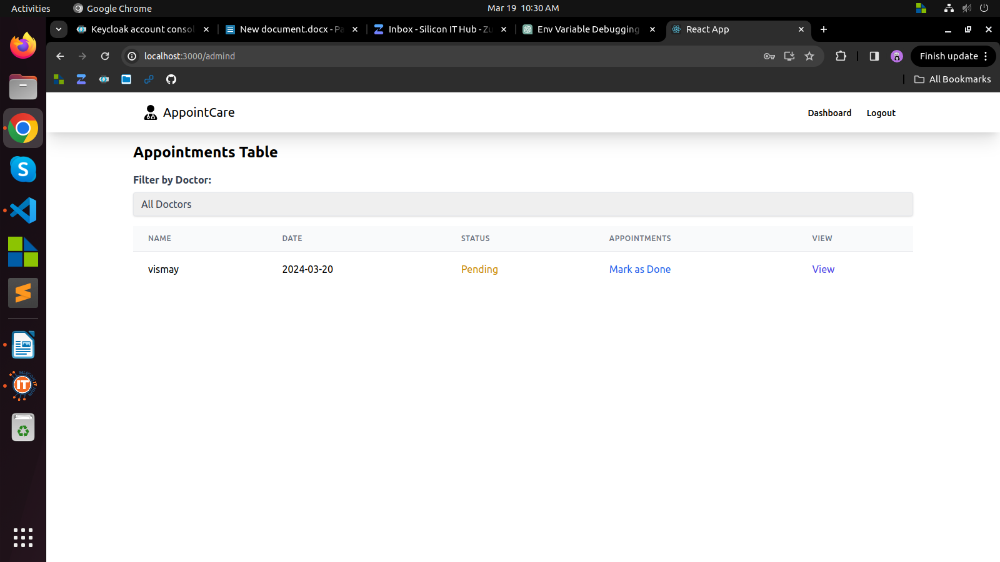 Activities Google Chrome Mar 19 10:30 AM
Keycloak account consol New document.docx - Pa Inbox - Silicon IT Hub - Zu Env Variable Debugging React App
localhost:3000/admind Finish update
All Bookmarks
AppointCare Dashboard Logout
Appointments Table
Filter by Doctor:
All Doctors
NAME DATE STATUS APPOINTMENTS VIEW
vismay 2024-03-20 Pending Mark as Done View
S
IT